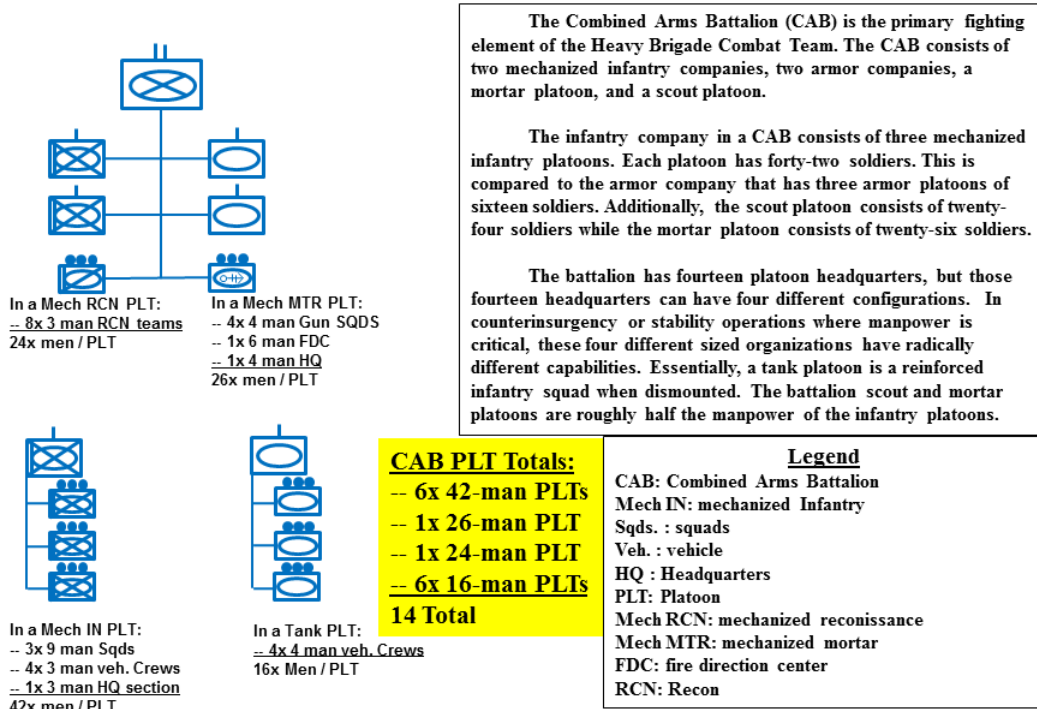 The Combined Arms Battalion (CAB) is the primary fighting
element of the Heavy Brigade Combat Team. The CAB consists of
two mechanized infantry companies, two armor companies, a
mortar platoon, and a scout platoon.
The infantry company in a CAB consists of three mechanized
infantry platoons. Each platoon has forty-two soldiers. This is
compared to the armor company that has three armor platoons of
sixteen soldiers. Additionally, the scout platoon consists of twenty-
four soldiers while the mortar platoon consists of twenty-six soldiers.
The battalion has fourteen platoon headquarters, but those
fourteen headquarters can have four different configurations. In
counterinsurgency or stability operations where manpower is
critical, these four different sized organizations have radically
different capabilities. Essentially, a tank platoon is a reinforced
infantry squad when dismounted. The battalion scout and mortar
platoons are roughly half the manpower of the infantry platoons.
In a Mech RCN PLT:
-- 8x 3 man RCN teams
24x men / PLT
In a Mech MTR PLT:
-- 4x 4 man Gun SQDS
-- 1x 6 man FDC
-- 1x 4 man HQ
26x men / PLT
In a Mech IN PLT:
-- 3x 9 man Sqds
-- 4x 3 man veh. Crews
-- 1x 3 man HQ section
42x men / PLT
In a Tank PLT:
-- 4x 4 man veh. Crews
16x Men / PLT
CAB PLT Totals:
-- 6x 42-man PLTs
-- 1x 26-man PLT
-- 1x 24-man PLT
-- 6x 16-man PLTs
14 Total
Legend
CAB: Combined Arms Battalion
Mech IN: mechanized Infantry
Sqds. : squads
Veh. : vehicle
HQ : Headquarters
PLT: Platoon
Mech RCN: mechanized reconissance
Mech MTR: mechanized mortar
FDC: fire direction center
RCN: Recon